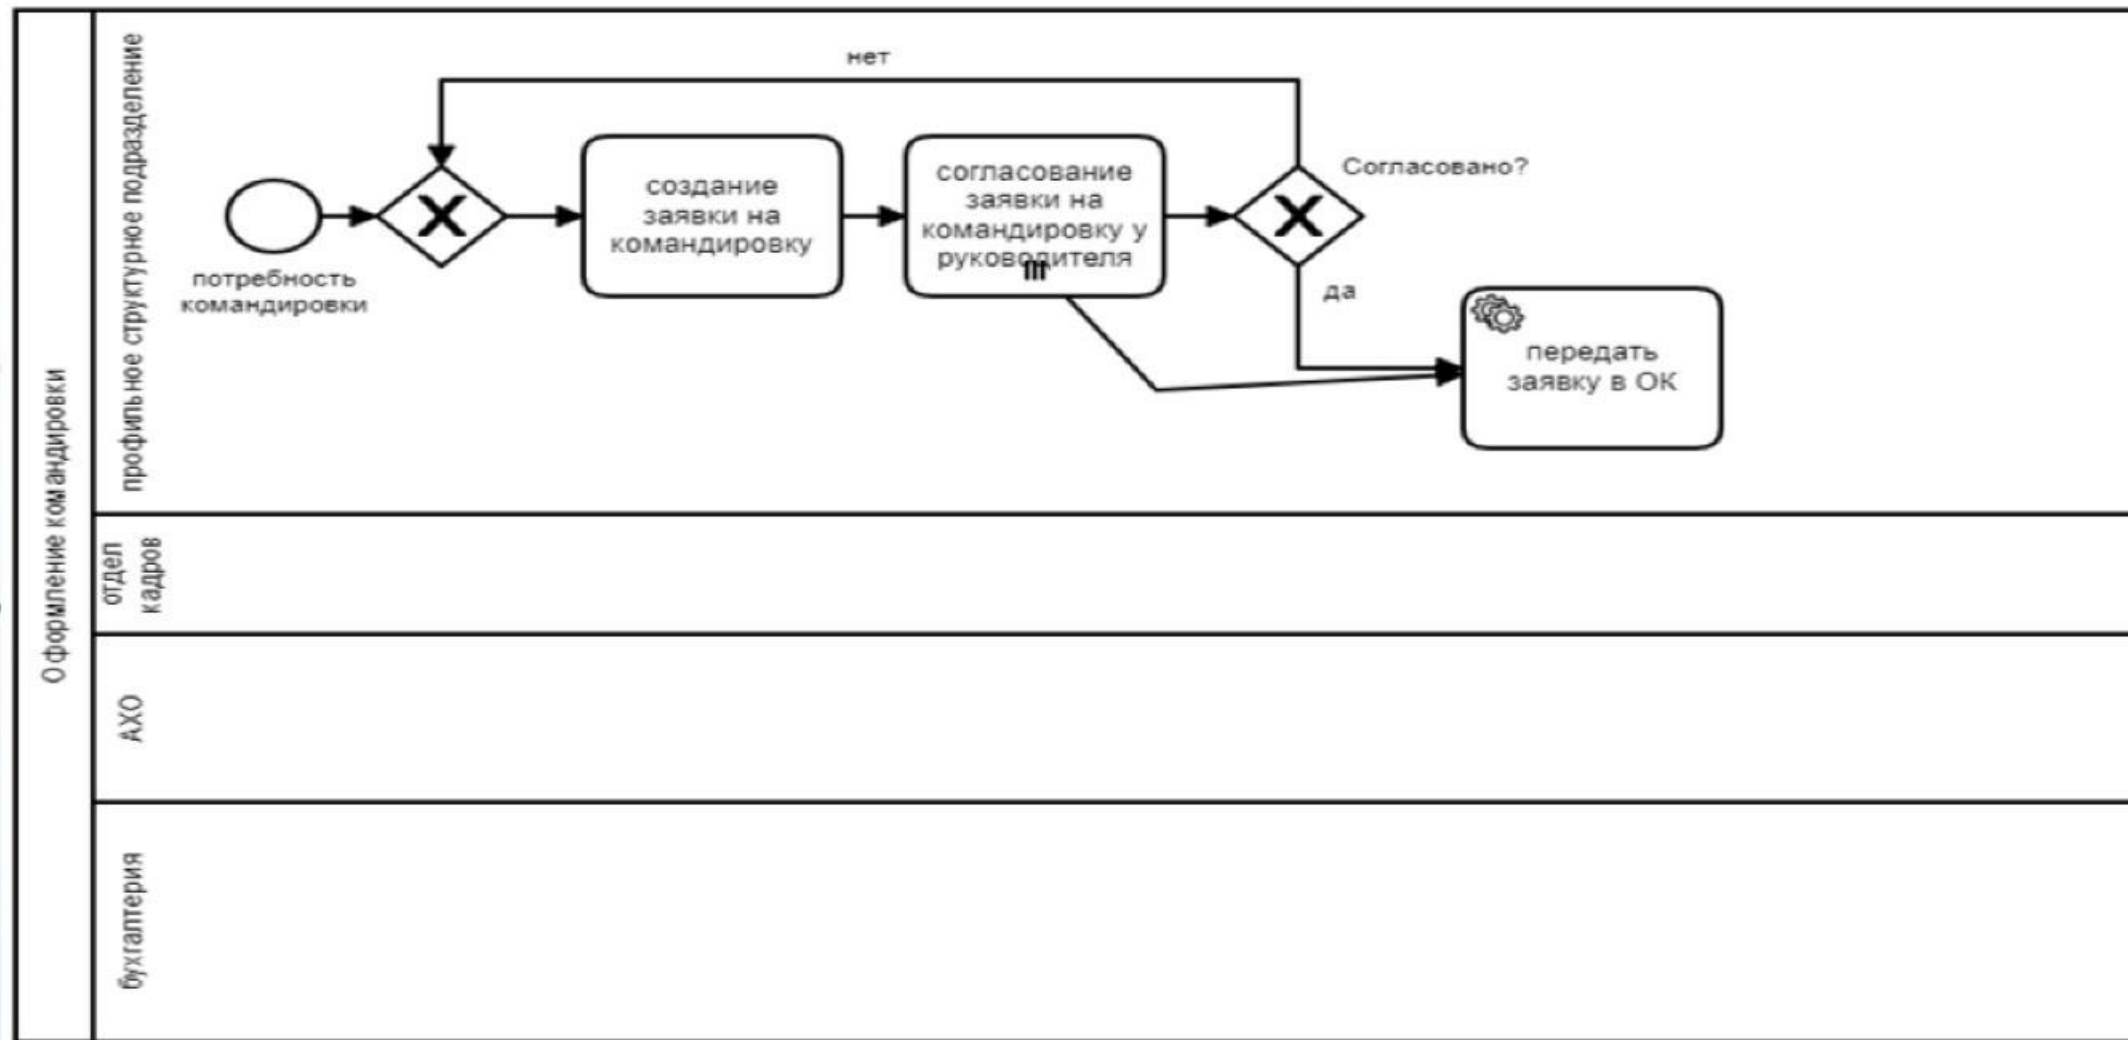 Оформление командировки
профильное структурное подразделение
нет
потребность
командировки
создание
заявки на
командировку
согласование
заявки на
командировку у
руководителя
Согласовано?
да
передать
заявку в ОК
отдел
кадров
АХО
бухгалтерия